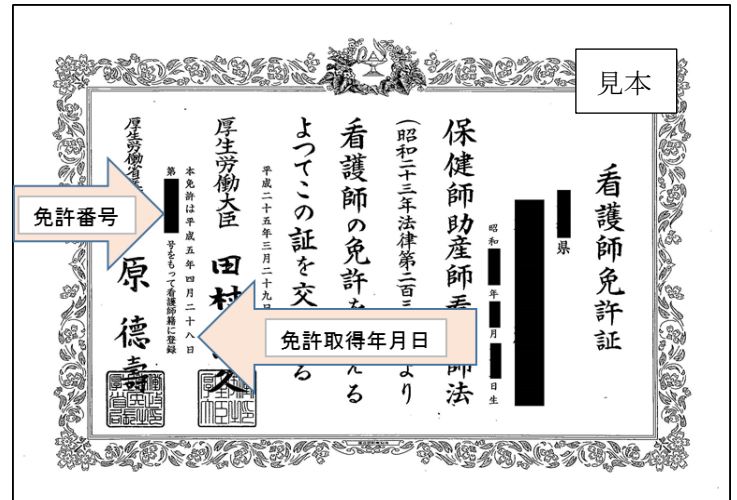 見本
看護師免許証
県
昭和 年 月 日生
保健師助産師看 師法
(昭和二十三年法律第二百三 より
看護師の免許を える
よつてこの証を交 る
平成二十五年三月二十九日
厚生労働大臣 田村 久
本免許は平成五年四月二十八日
第 号をもって看護師籍に登録
厚生労働省 原 徳壽
免許番号
免許取得年月日